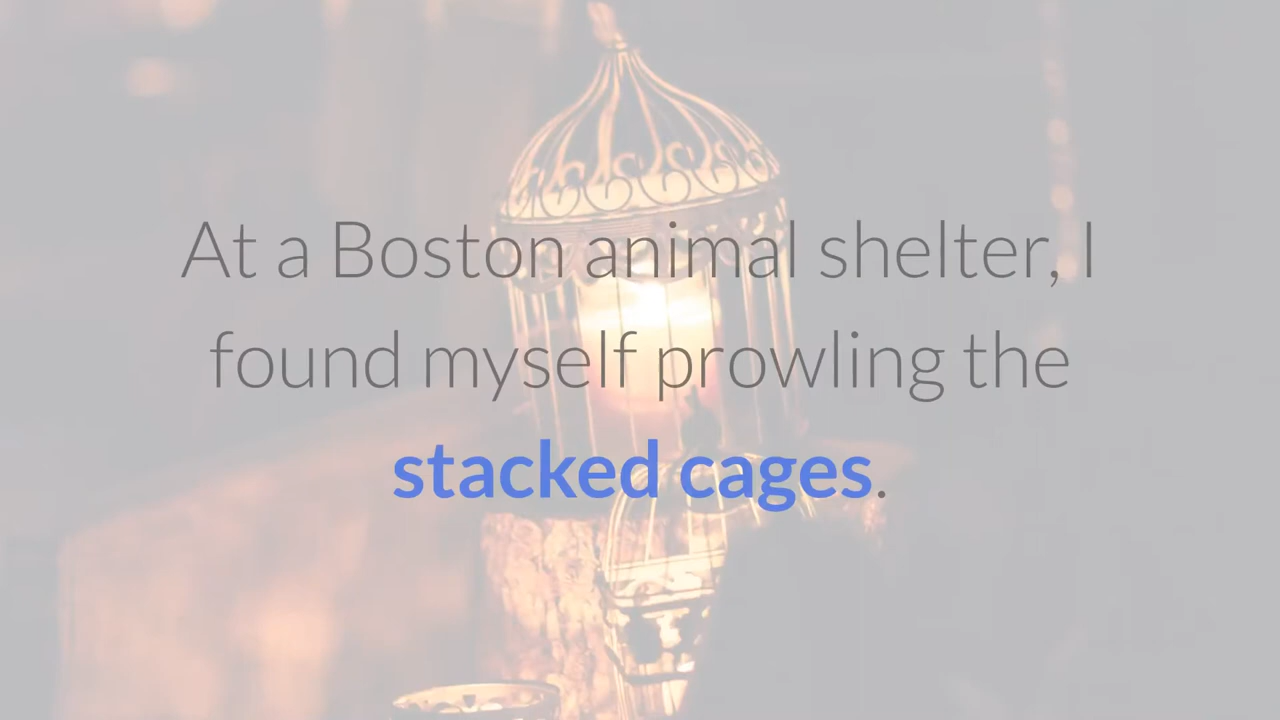 At a Boston animal shelter, I
found myself prowling the
stacked cages.